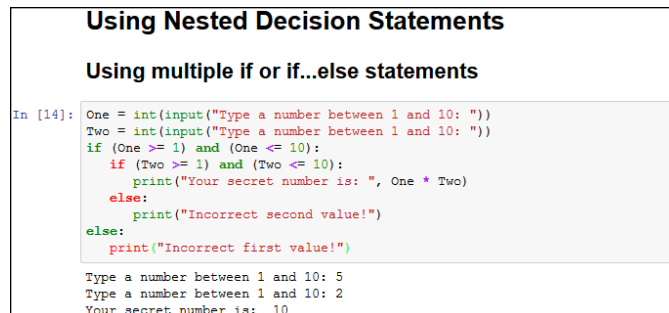 Using Nested Decision Statements
Using multiple if or if...else statements
In [14]: One = int(input("Type a number between 1 and 10: "))
Two = int(input("Type a number between 1 and 10: "))
if (One >= 1) and (One <= 10):
   if (Two >= 1) and (Two <= 10):
      print("Your secret number is: ", One * Two)
   else:
      print("Incorrect second value!")
else:
   print("Incorrect first value!")
Type a number between 1 and 10: 5
Type a number between 1 and 10: 2
Your secret number is:  10